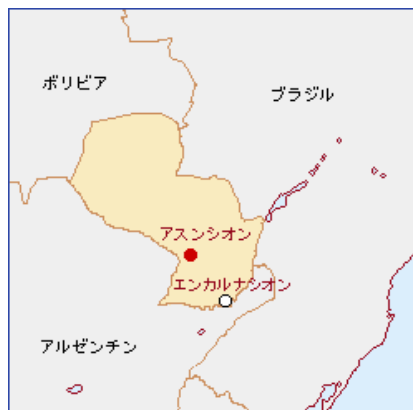 ボリビア
ブラジル
アスンシオン
エンカルナシオン
アルゼンチン